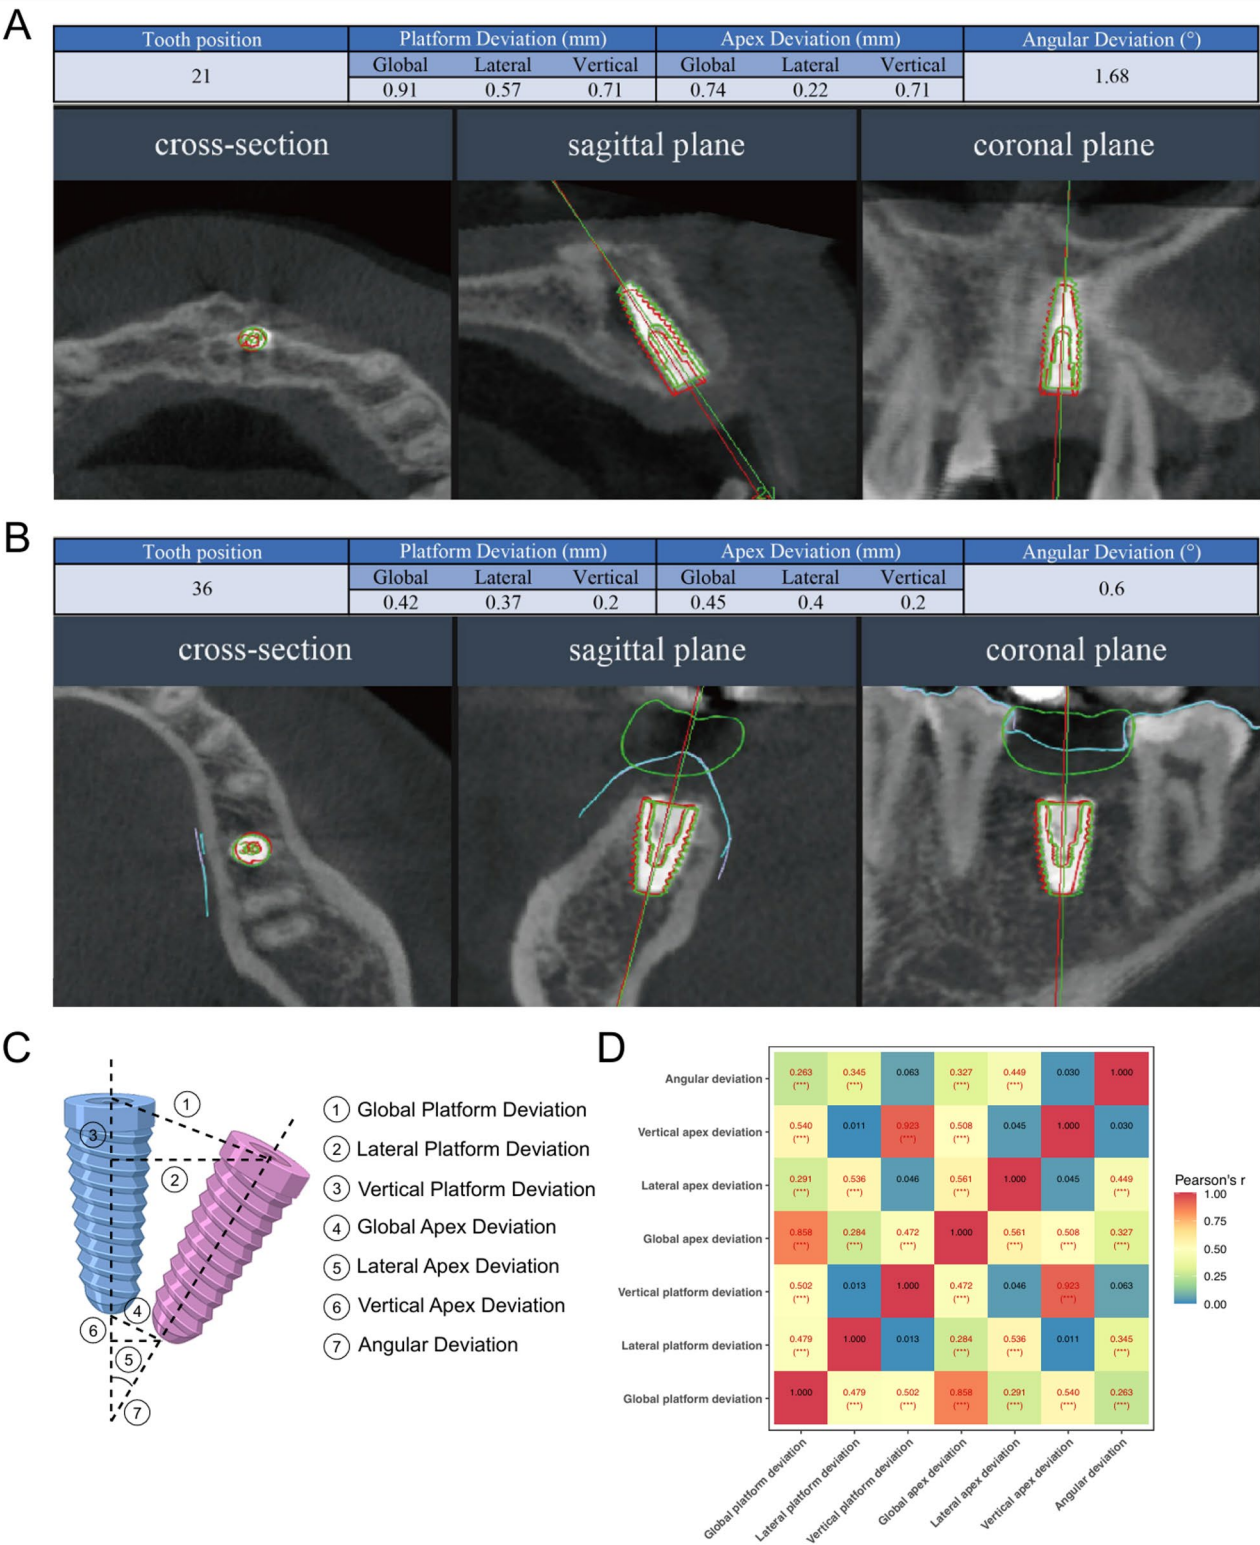 A
Tooth position Platform Deviation (mm) Apex Deviation (mm) Angular Deviation (°)
Global Lateral Vertical Global Lateral Vertical
21 0.91 0.57 0.71 0.74 0.22 0.71 1.68
cross-section sagittal plane coronal plane
21
B
Tooth position Platform Deviation (mm) Apex Deviation (mm) Angular Deviation (°)
Global Lateral Vertical Global Lateral Vertical
36 0.42 0.37 0.2 0.45 0.4 0.2 0.6
cross-section sagittal plane coronal plane
C
1
2
3
4
5
6
7
1 Global Platform Deviation
2 Lateral Platform Deviation
3 Vertical Platform Deviation
4 Global Apex Deviation
5 Lateral Apex Deviation
6 Vertical Apex Deviation
7 Angular Deviation
D
Angular deviation 0.263 0.345 0.063 0.327 0.449 0.030 1.000
(***) (***) (***) (***)
Vertical apex deviation 0.540 0.011 0.923 0.508 0.045 1.000 0.030
(***) (***) (***)
Lateral apex deviation 0.291 0.536 0.046 0.561 1.000 0.045 0.449
(***) (***) (***) (***)
Global apex deviation 0.858 0.284 0.472 1.000 0.561 0.508 0.327
(***) (***) (***) (***) (***) (***)
Vertical platform deviation 0.502 0.013 1.000 0.472 0.046 0.923 0.063
(***) (***) (***)
Lateral platform deviation 0.479 1.000 0.013 0.284 0.536 0.011 0.345
(***) (***) (***) (***)
Global platform deviation 1.000 0.479 0.502 0.858 0.291 0.540 0.263
(***) (***) (***) (***) (***) (***)
Global platform deviation
Lateral platform deviation
Vertical platform deviation
Global apex deviation
Lateral apex deviation
Vertical apex deviation
Angular deviation
Pearson's r
1.00
0.75
0.50
0.25
0.00